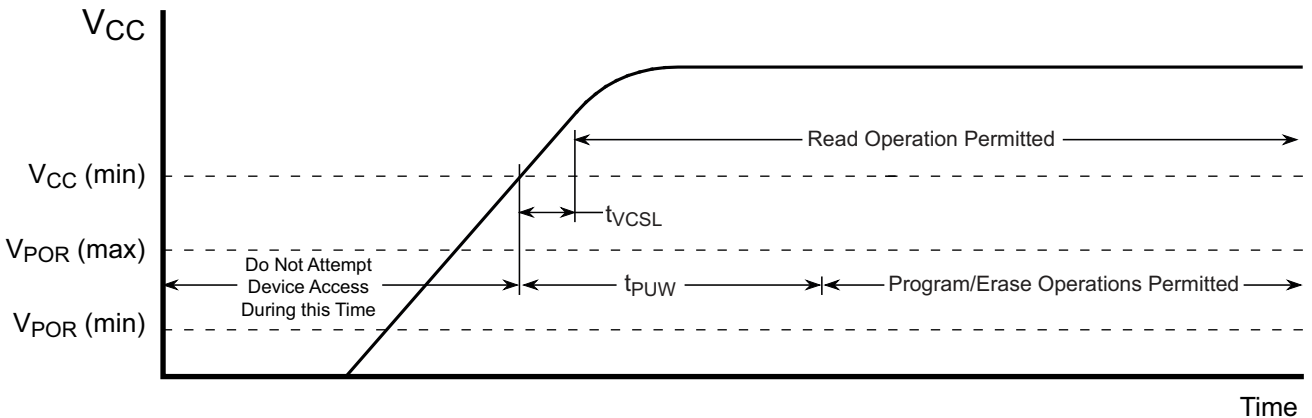 VCC
Read Operation Permitted
VCC (min)
tVCSL
VPOR (max)
Do Not Attempt
Device Access
During this Time
tPUW
Program/Erase Operations Permitted
VPOR (min)
Time